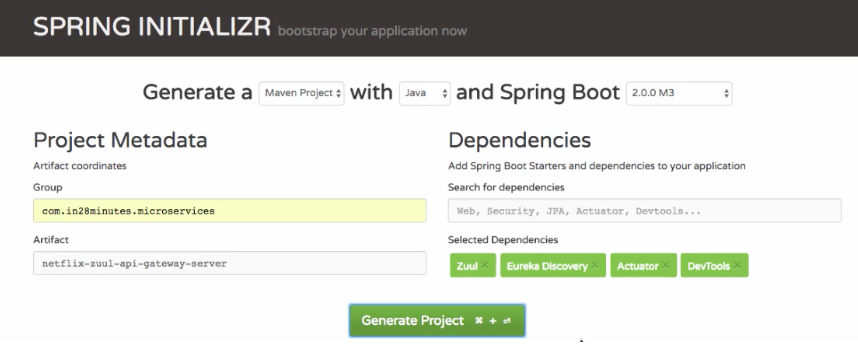 SPRING INITIALIZR bootstrap your application now
Generate a Maven Project with Java and Spring Boot 2.0.0 M3
Project Metadata
Artifact coordinates
Group
com.in28minutes.microservices
Artifact
netflix-zuul-api-gateway-server
Dependencies
Add Spring Boot Starters and dependencies to your application
Search for dependencies
Web, Security, JPA, Actuator, Devtools...
Selected Dependencies
Zuul × Eureka Discovery × Actuator × DevTools ×
Generate Project ⌘ + ⏎